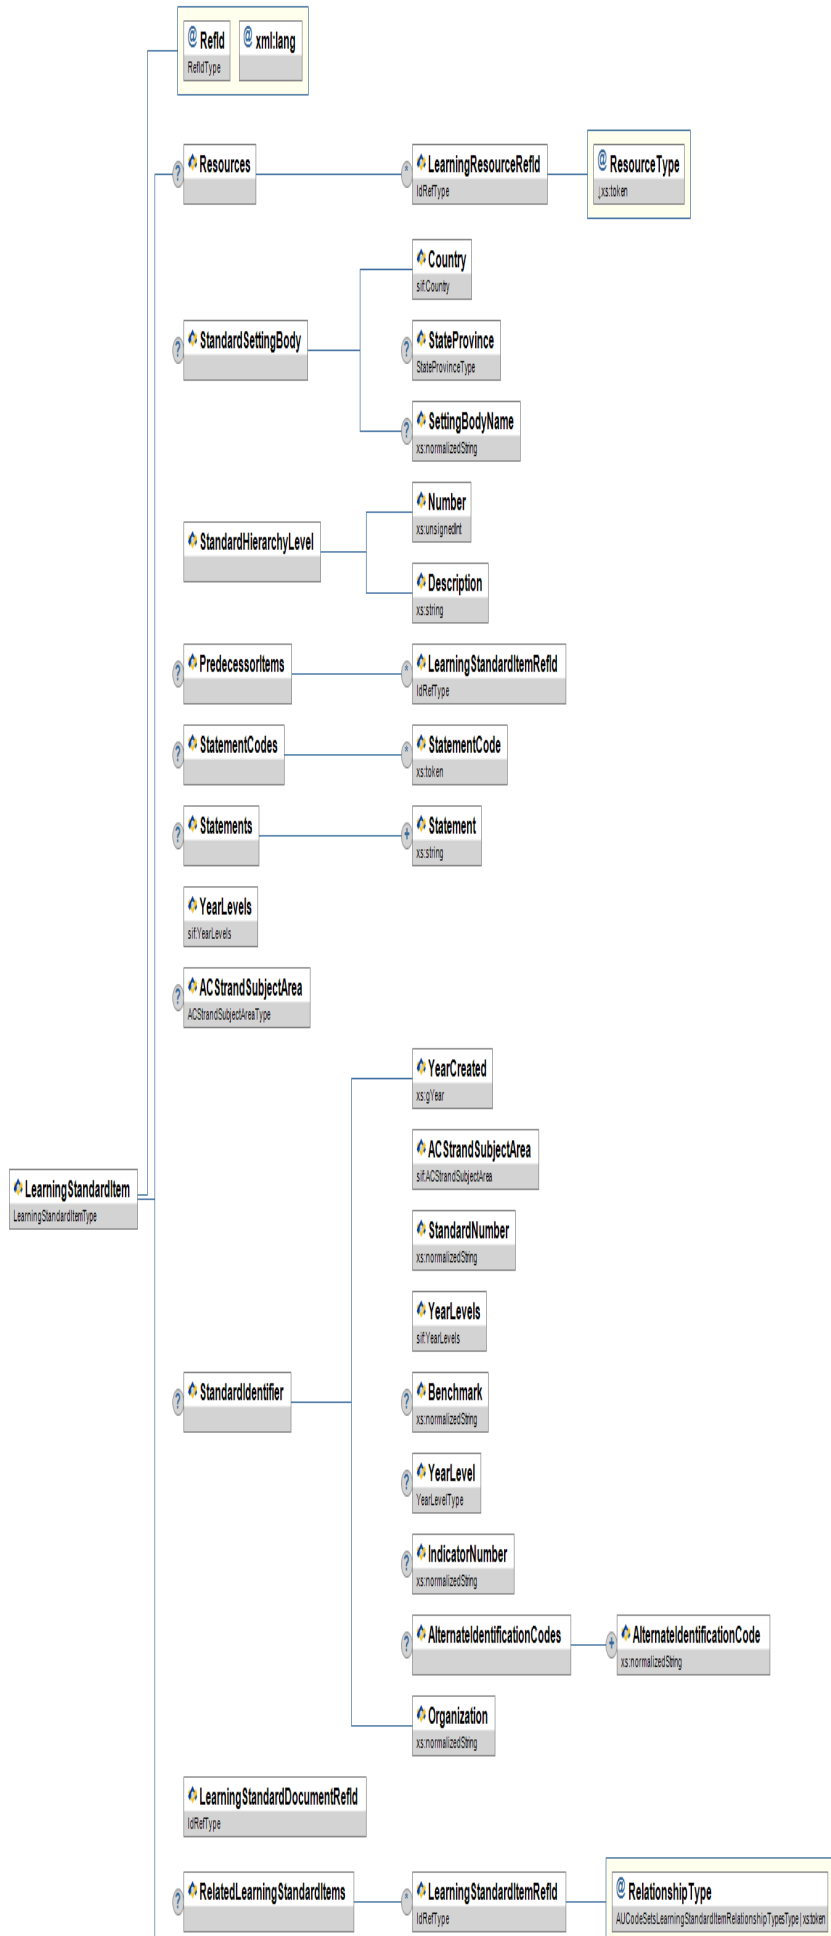 @ RefId @ xml:lang
RefIdType
? Resources * LearningResourceRefId @ ResourceType
IdRefType xs:token
Country
sif:Country
? StandardSettingBody ? StateProvince
StateProvinceType
? SettingBodyName
xs:normalizedString
Number
xs:unsignedInt
StandardHierarchyLevel
Description
xs:string
? PredecessorItems * LearningStandardItemRefId
IdRefType
? StatementCodes * StatementCode
xs:token
? Statements + Statement
xs:string
YearLevels
sif:YearLevels
? ACStrandSubjectArea
ACStrandSubjectAreaType
YearCreated
xs:gYear
ACStrandSubjectArea
sif:ACStrandSubjectArea
LearningStandardItem
LearningStandardItemType
StandardNumber
xs:normalizedString
YearLevels
sif:YearLevels
? StandardIdentifier ? Benchmark
xs:normalizedString
? YearLevel
YearLevelType
? IndicatorNumber
xs:normalizedString
? AlternateIdentificationCodes + AlternateIdentificationCode
xs:normalizedString
Organization
xs:normalizedString
LearningStandardDocumentRefId
IdRefType
? RelatedLearningStandardItems * LearningStandardItemRefId @ RelationshipType
IdRefType AUCodeSetsLearningStandardItemRelationshipTypesType | xs:token